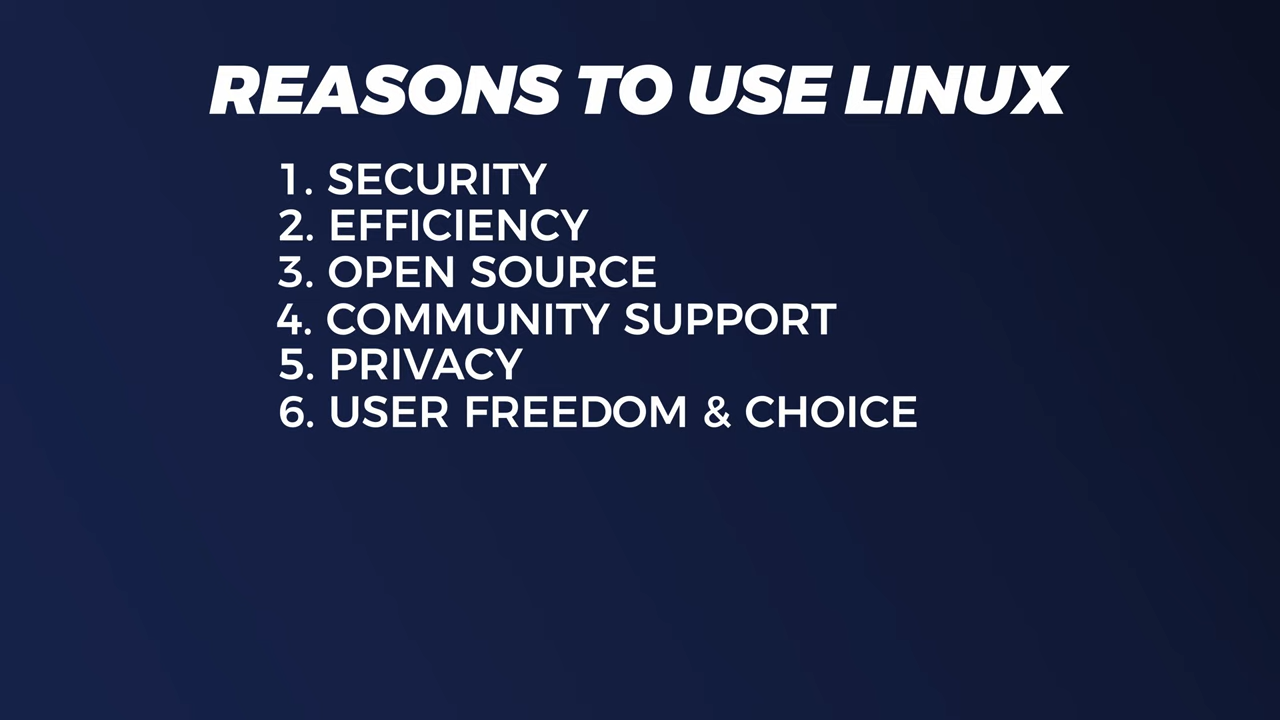 REASONS TO USE LINUX
1. SECURITY
2. EFFICIENCY
3. OPEN SOURCE
4. COMMUNITY SUPPORT
5. PRIVACY
6. USER FREEDOM & CHOICE